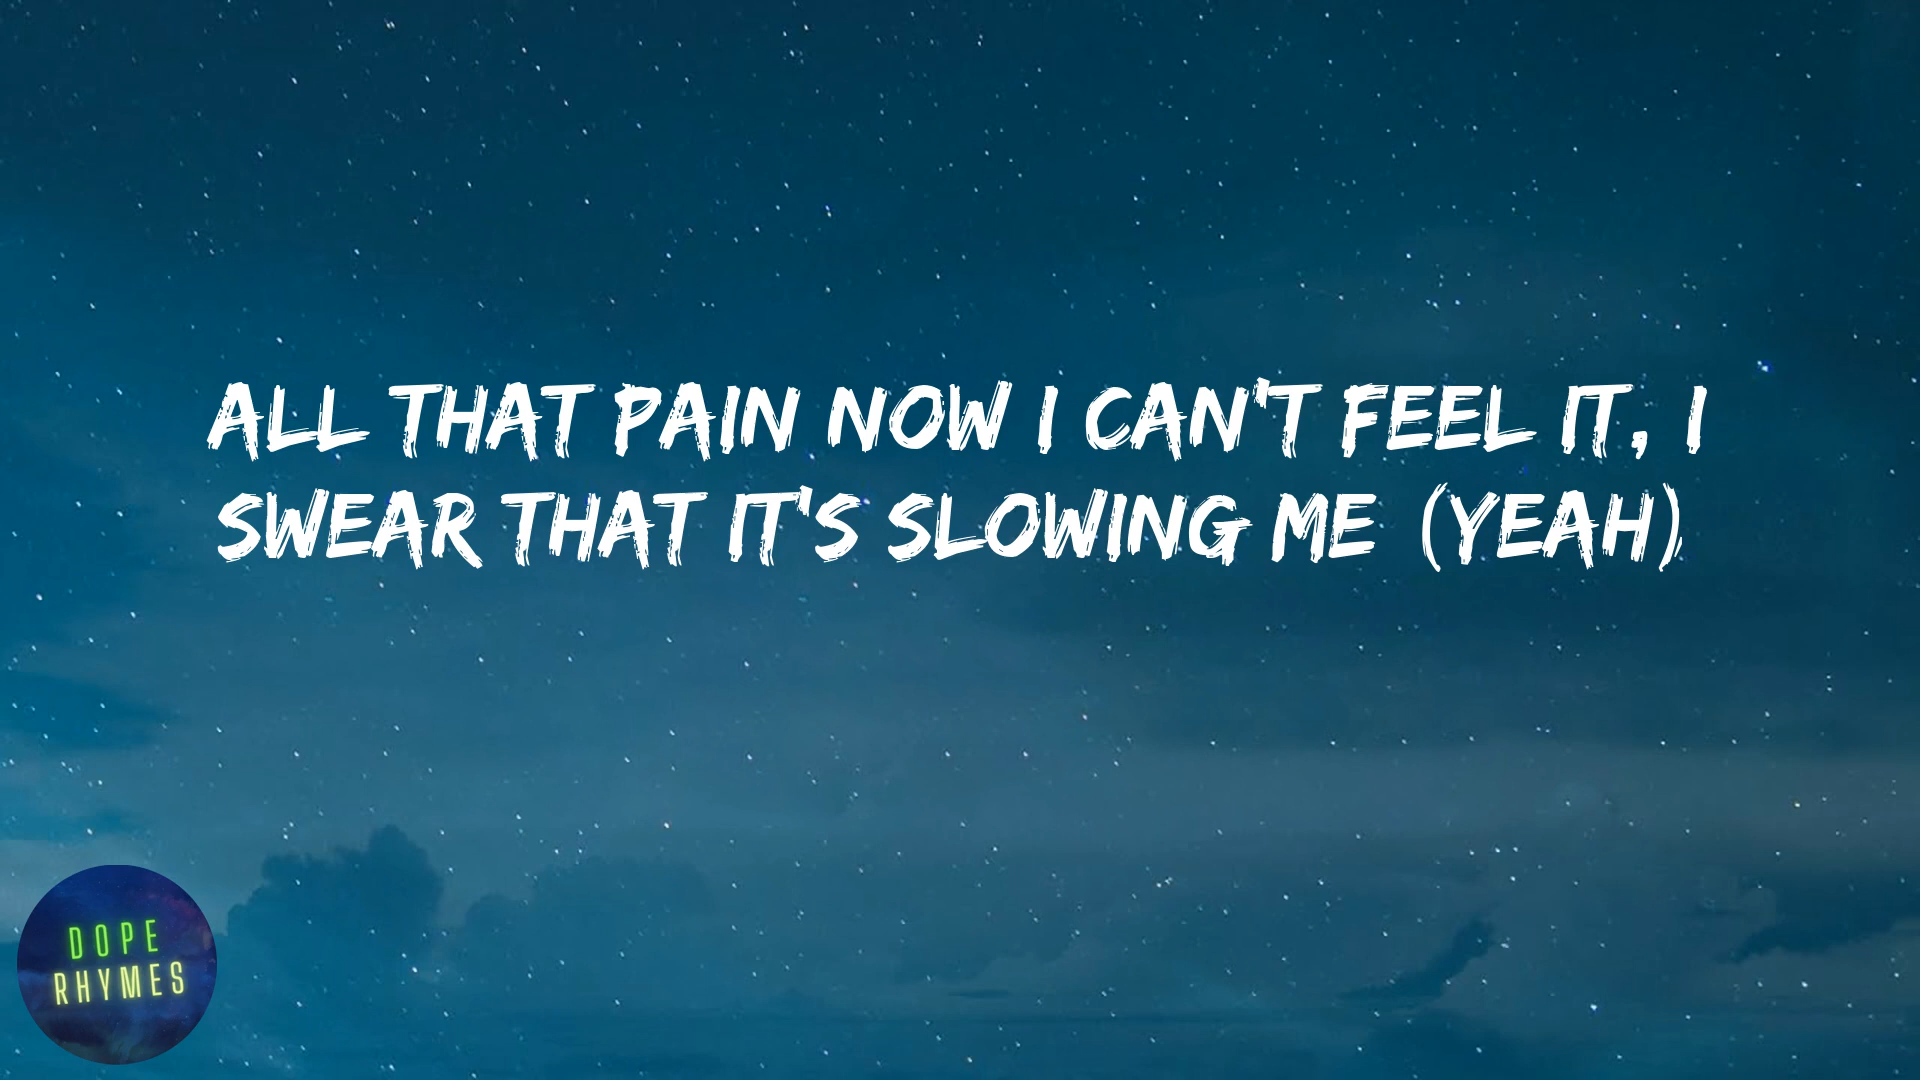 ALL THAT PAIN NOW I CAN'T FEEL IT, I
SWEAR THAT IT'S SLOWING ME (YEAH)
DOPE
RHYMES